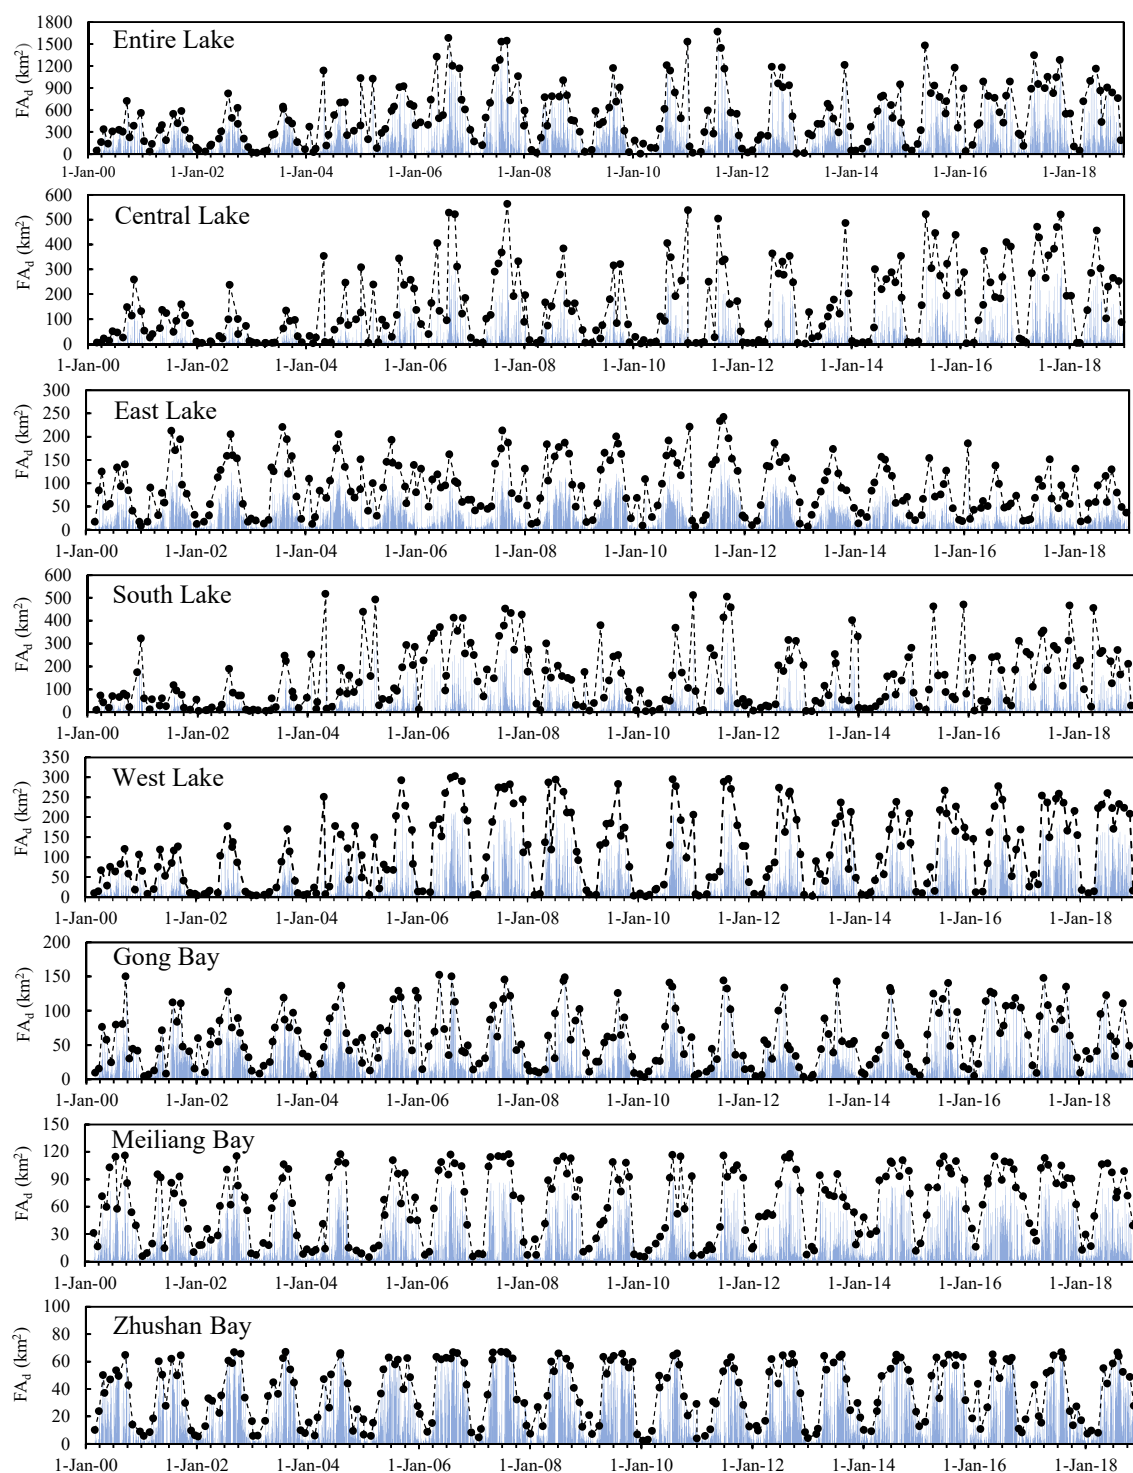 FA_d (km²)
1800
Entire Lake
1500
1200
900
600
300
0
1-Jan-00 1-Jan-02 1-Jan-04 1-Jan-06 1-Jan-08 1-Jan-10 1-Jan-12 1-Jan-14 1-Jan-16 1-Jan-18
FA_d (km²)
600
Central Lake
500
400
300
200
100
0
1-Jan-00 1-Jan-02 1-Jan-04 1-Jan-06 1-Jan-08 1-Jan-10 1-Jan-12 1-Jan-14 1-Jan-16 1-Jan-18
FA_d (km²)
300
East Lake
250
200
150
100
50
0
1-Jan-00 1-Jan-02 1-Jan-04 1-Jan-06 1-Jan-08 1-Jan-10 1-Jan-12 1-Jan-14 1-Jan-16 1-Jan-18
FA_d (km²)
600
South Lake
500
400
300
200
100
0
1-Jan-00 1-Jan-02 1-Jan-04 1-Jan-06 1-Jan-08 1-Jan-10 1-Jan-12 1-Jan-14 1-Jan-16 1-Jan-18
FA_d (km²)
350
West Lake
300
250
200
150
100
50
0
1-Jan-00 1-Jan-02 1-Jan-04 1-Jan-06 1-Jan-08 1-Jan-10 1-Jan-12 1-Jan-14 1-Jan-16 1-Jan-18
FA_d (km²)
200
Gong Bay
150
100
50
0
1-Jan-00 1-Jan-02 1-Jan-04 1-Jan-06 1-Jan-08 1-Jan-10 1-Jan-12 1-Jan-14 1-Jan-16 1-Jan-18
FA_d (km²)
150
Meiliang Bay
120
90
60
30
0
1-Jan-00 1-Jan-02 1-Jan-04 1-Jan-06 1-Jan-08 1-Jan-10 1-Jan-12 1-Jan-14 1-Jan-16 1-Jan-18
FA_d (km²)
100
Zhushan Bay
80
60
40
20
0
1-Jan-00 1-Jan-02 1-Jan-04 1-Jan-06 1-Jan-08 1-Jan-10 1-Jan-12 1-Jan-14 1-Jan-16 1-Jan-18